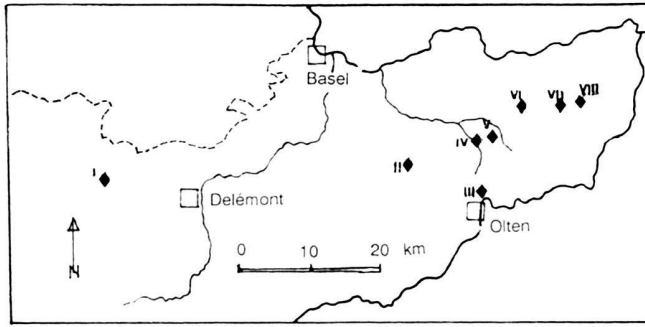 Basel
VI
VII
VIII
V
IV
I
II
III
Delémont
Olten
0 10 20 km
N